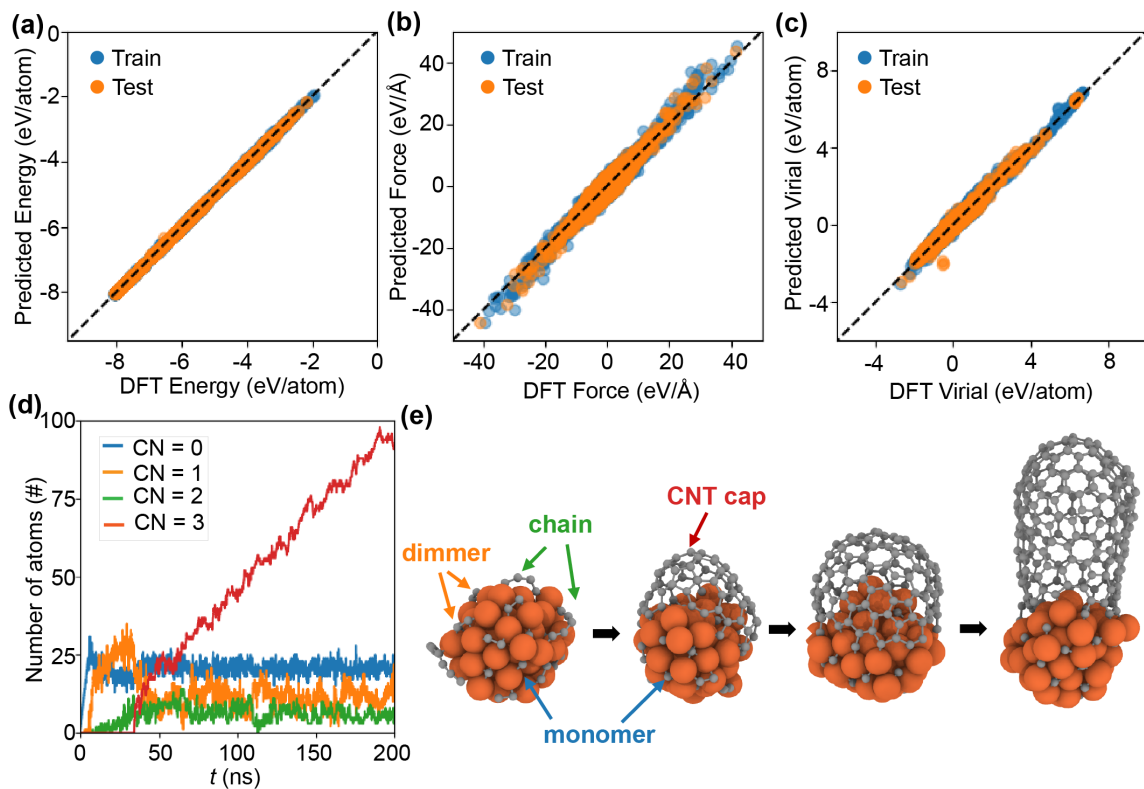 (a)
0
-2
-4
-6
-8
Predicted Energy (eV/atom)
Train
Test
-8 -6 -4 -2 0
DFT Energy (eV/atom)
(b)
40
20
0
-20
-40
Predicted Force (eV/Å)
Train
Test
-40 -20 0 20 40
DFT Force (eV/Å)
(c)
8
4
0
-4
Predicted Virial (eV/atom)
Train
Test
-4 0 4 8
DFT Virial (eV/atom)
(d)
100
75
50
25
0
Number of atoms (#)
CN = 0
CN = 1
CN = 2
CN = 3
0 50 100 150 200
t (ns)
(e)
CNT cap
chain
dimmer
monomer